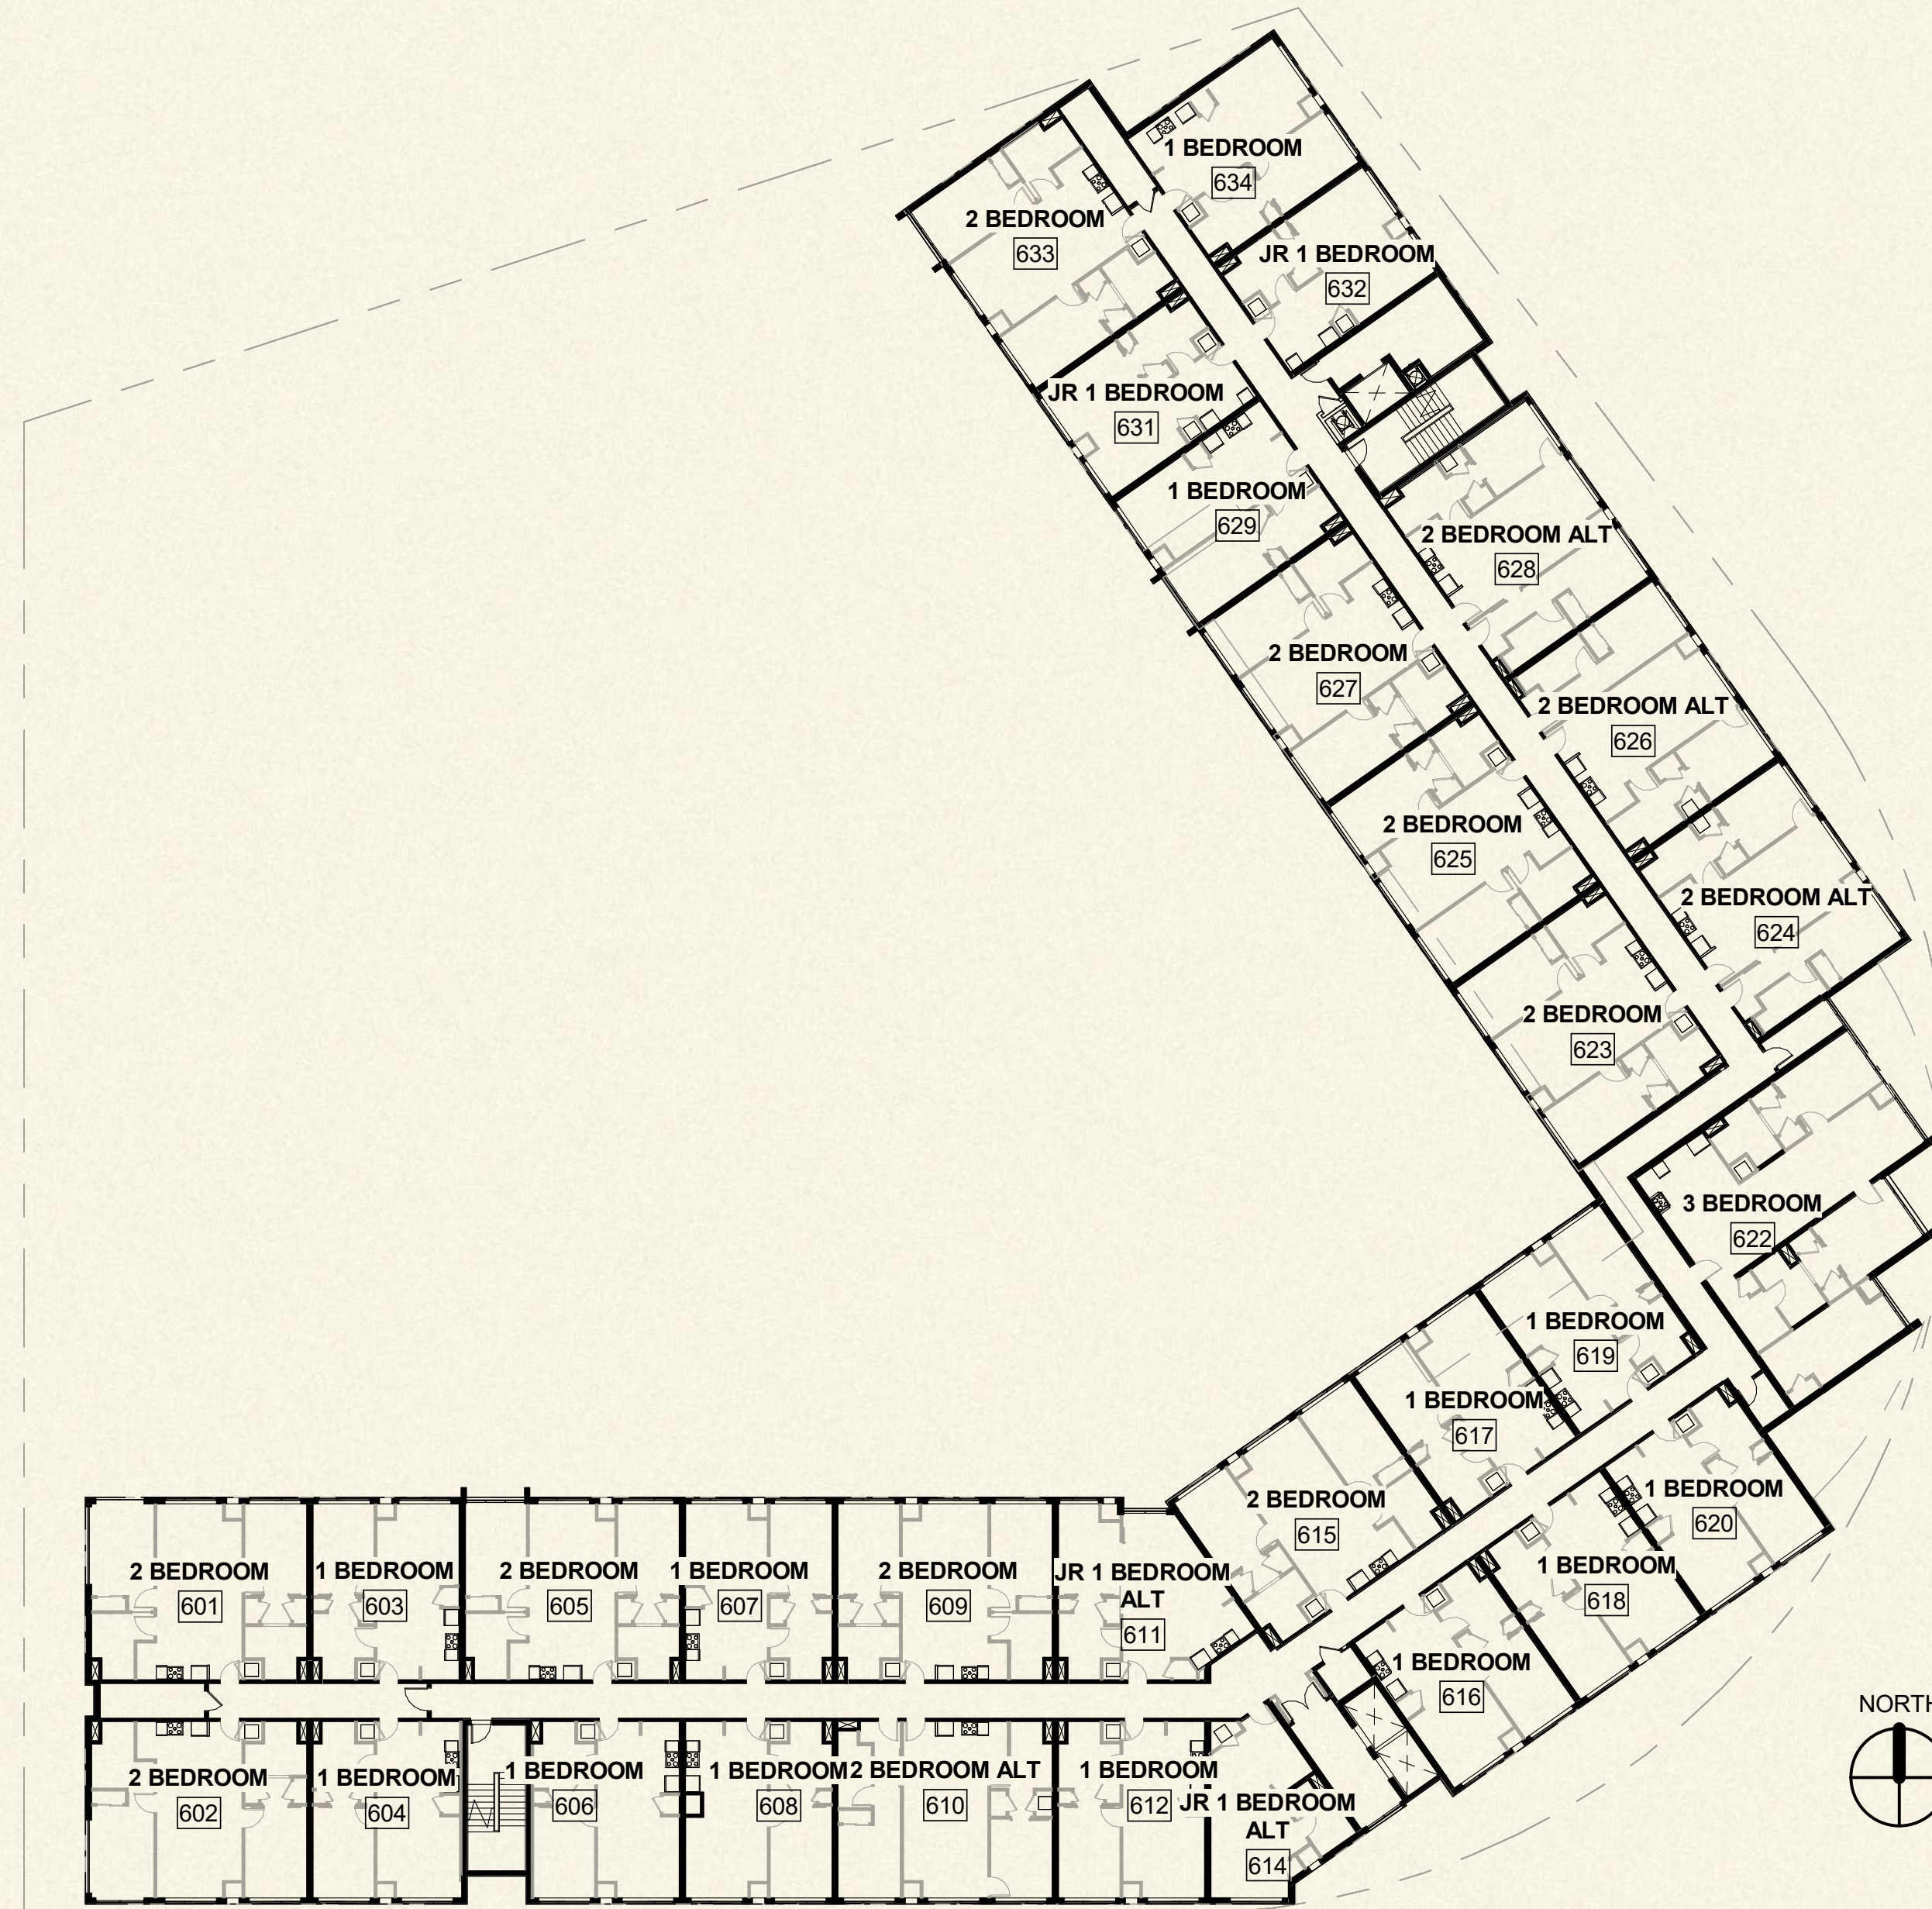 1 BEDROOM
634
2 BEDROOM
633
JR 1 BEDROOM
632
JR 1 BEDROOM
631
1 BEDROOM
629
2 BEDROOM ALT
628
2 BEDROOM
627
2 BEDROOM ALT
626
2 BEDROOM
625
2 BEDROOM ALT
624
2 BEDROOM
623
3 BEDROOM
622
1 BEDROOM
619
1 BEDROOM
617
2 BEDROOM
615
1 BEDROOM
620
1 BEDROOM
618
1 BEDROOM
616
2 BEDROOM
601
1 BEDROOM
603
2 BEDROOM
605
1 BEDROOM
607
2 BEDROOM
609
JR 1 BEDROOM
ALT
611
2 BEDROOM
602
1 BEDROOM
604
1 BEDROOM
606
1 BEDROOM
608
2 BEDROOM ALT
610
1 BEDROOM
612
JR 1 BEDROOM
ALT
614
NORTH